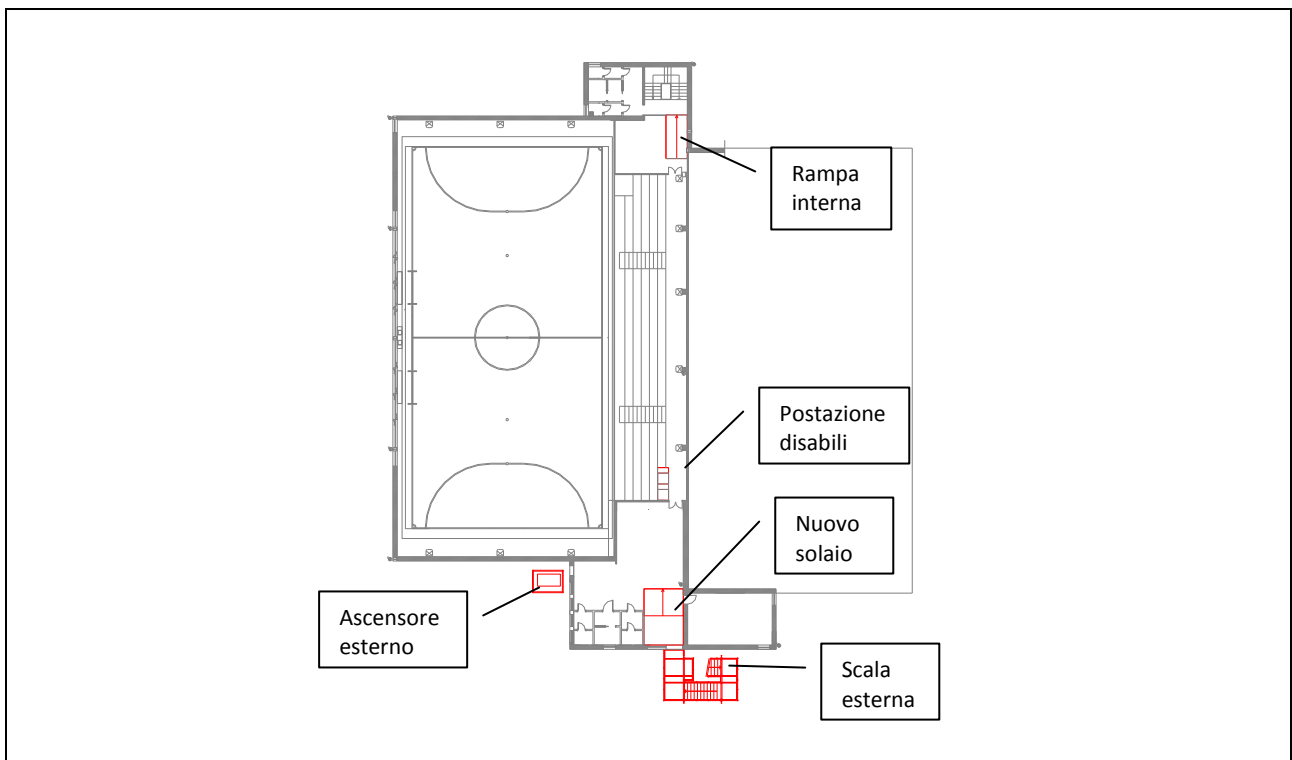 Rampa
interna
Postazione
disabili
Nuovo
solaio
Ascensore
esterno
Scala
esterna